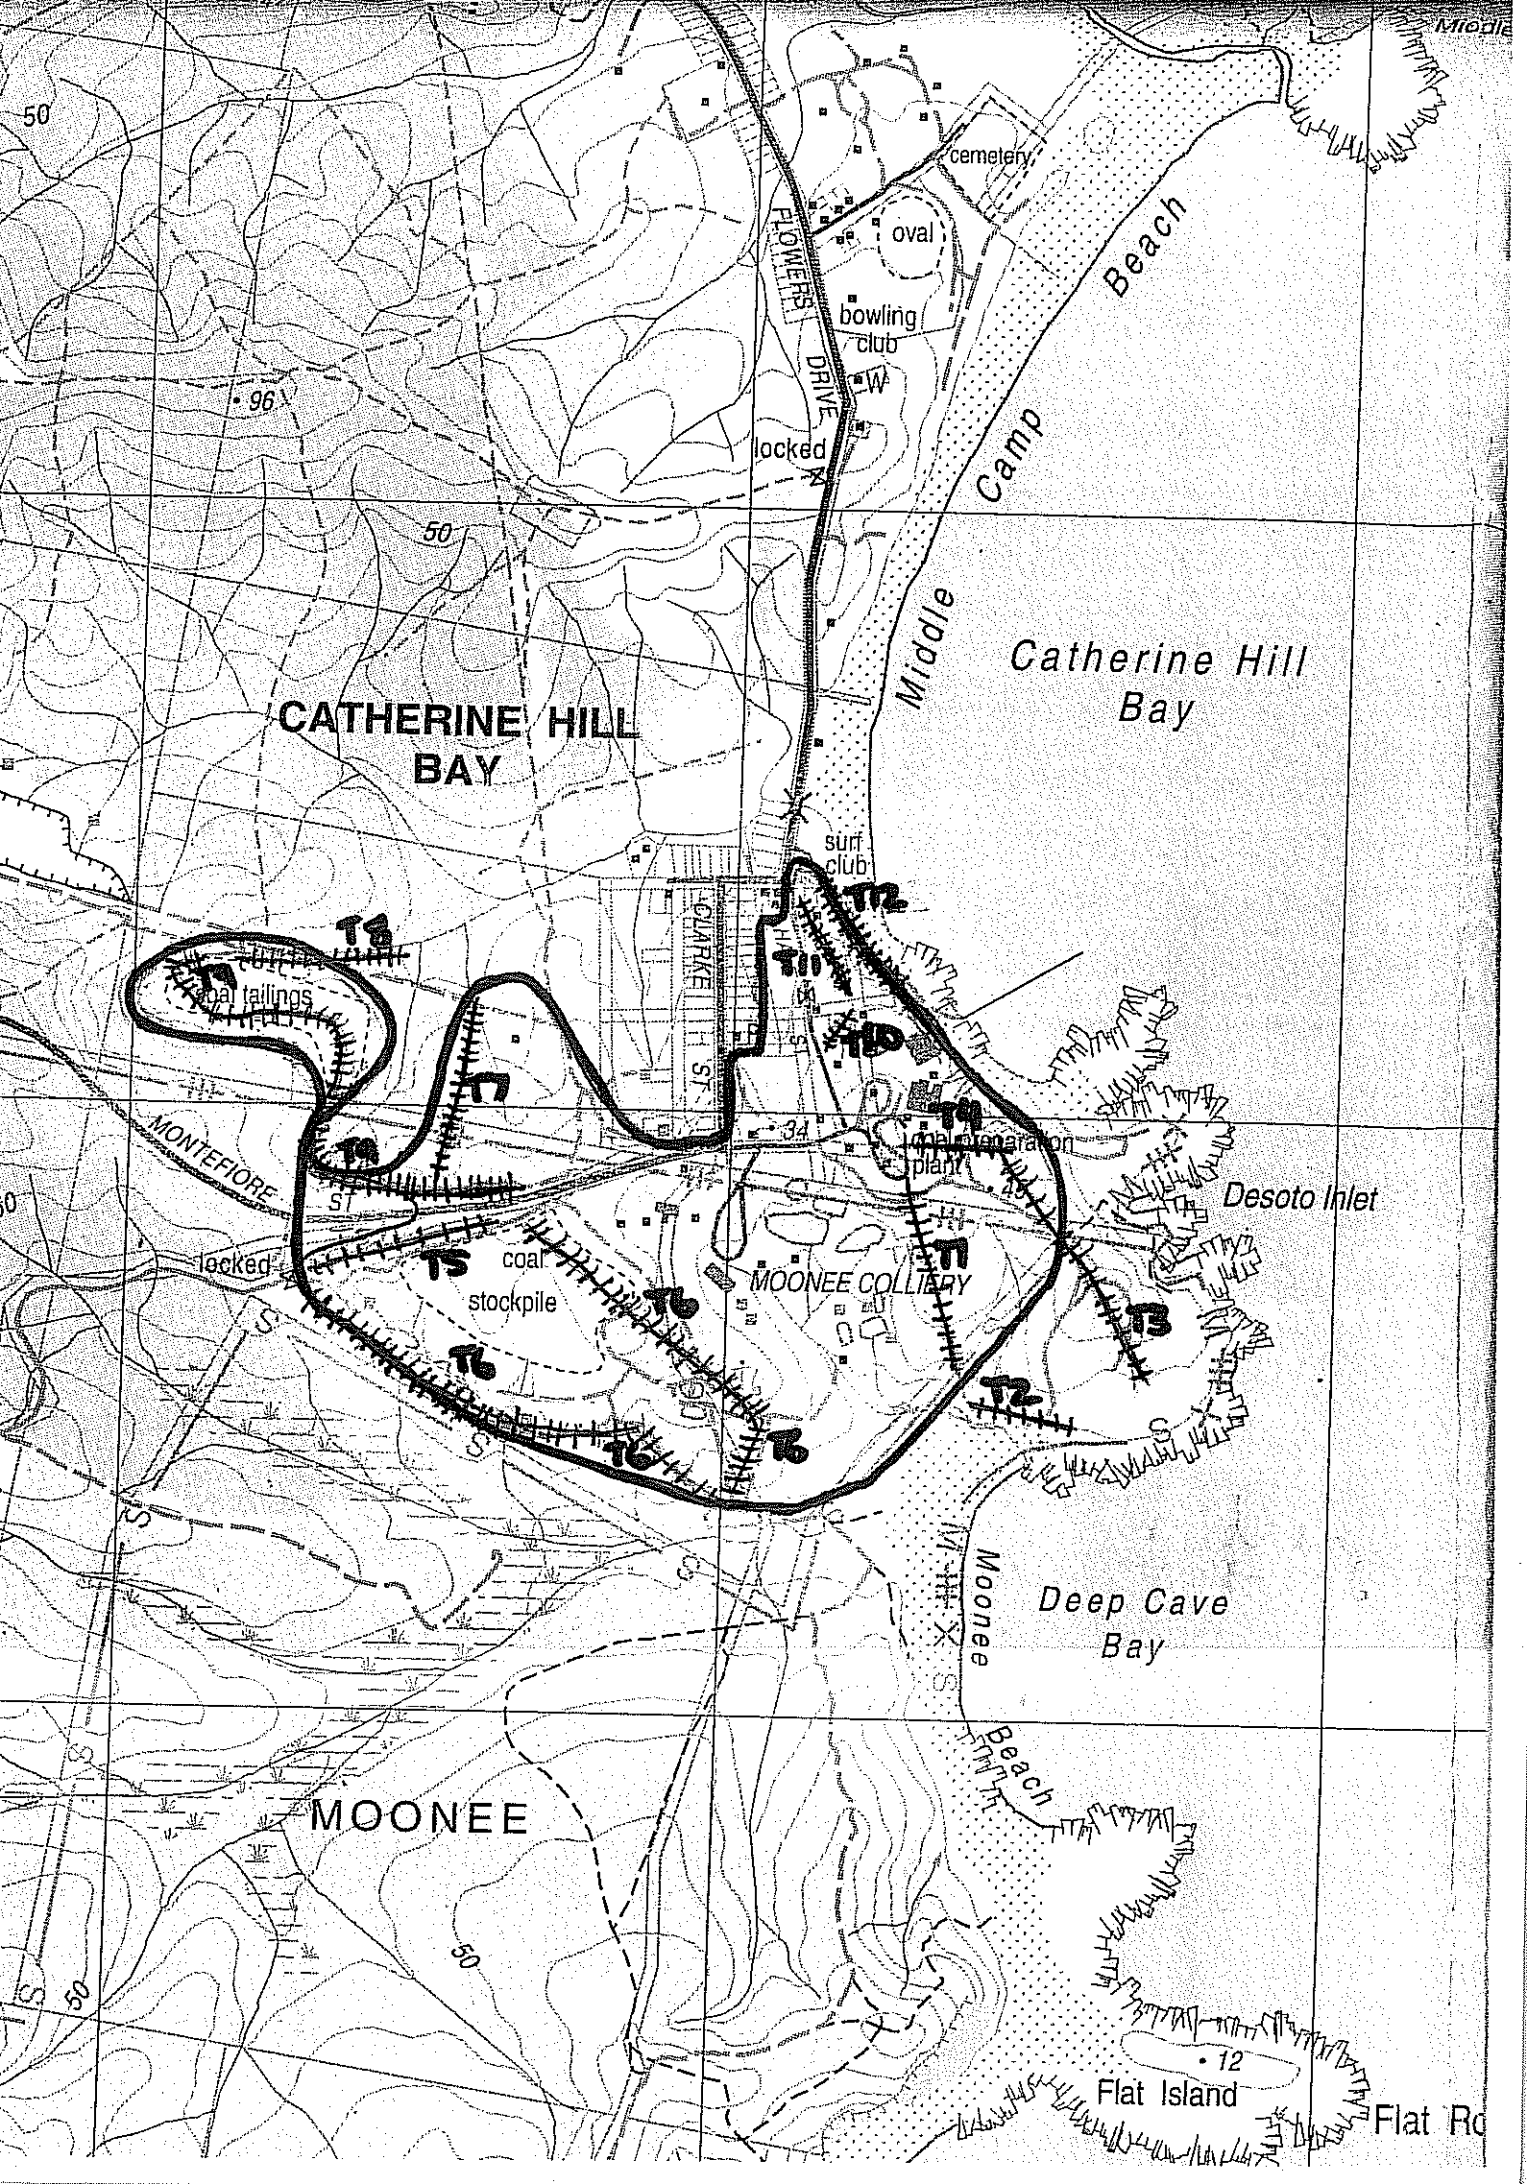 Middle
50
cemetery
FLOWERS
oval
Beach
bowling
club
DRIVE
W
96
Camp
locked
50
Middle
Catherine Hill
Bay
CATHERINE HILL
BAY
surf
club
T12
CLARKE
ST
T8
T9
coal tailings
T11
T10
T7
34
T4
coal preparation
plant
MONTEFIORE
ST
T9
Desoto Inlet
locked
T5
coal
stockpile
T1
MOONEE COLLIERY
T6
T3
S
T6
T2
S
S
T6
T6
S
Moonee
Deep Cave
Bay
S
S
Beach
MOONEE
50
S
50
12
Flat Island
Flat Ro